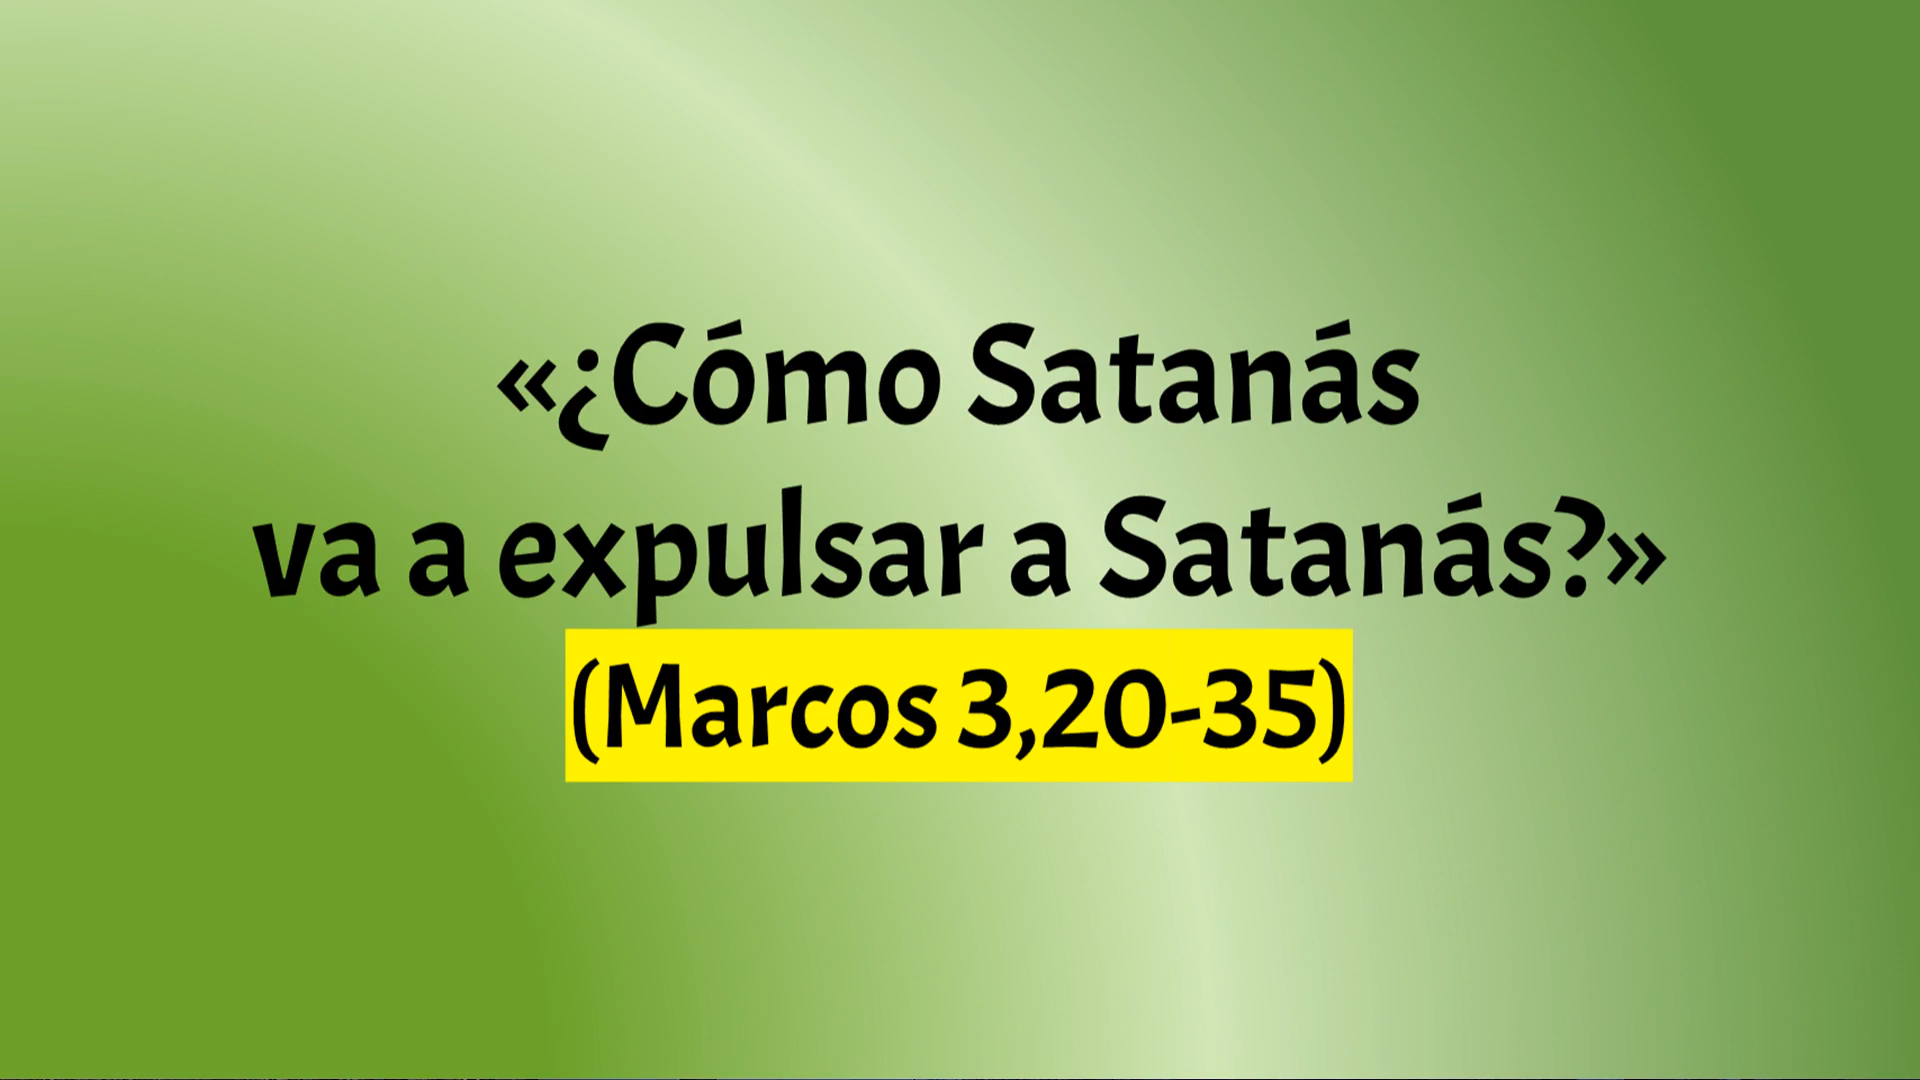 «¿Cómo Satanás
va a expulsar a Satanás?»
(Marcos 3,20-35)